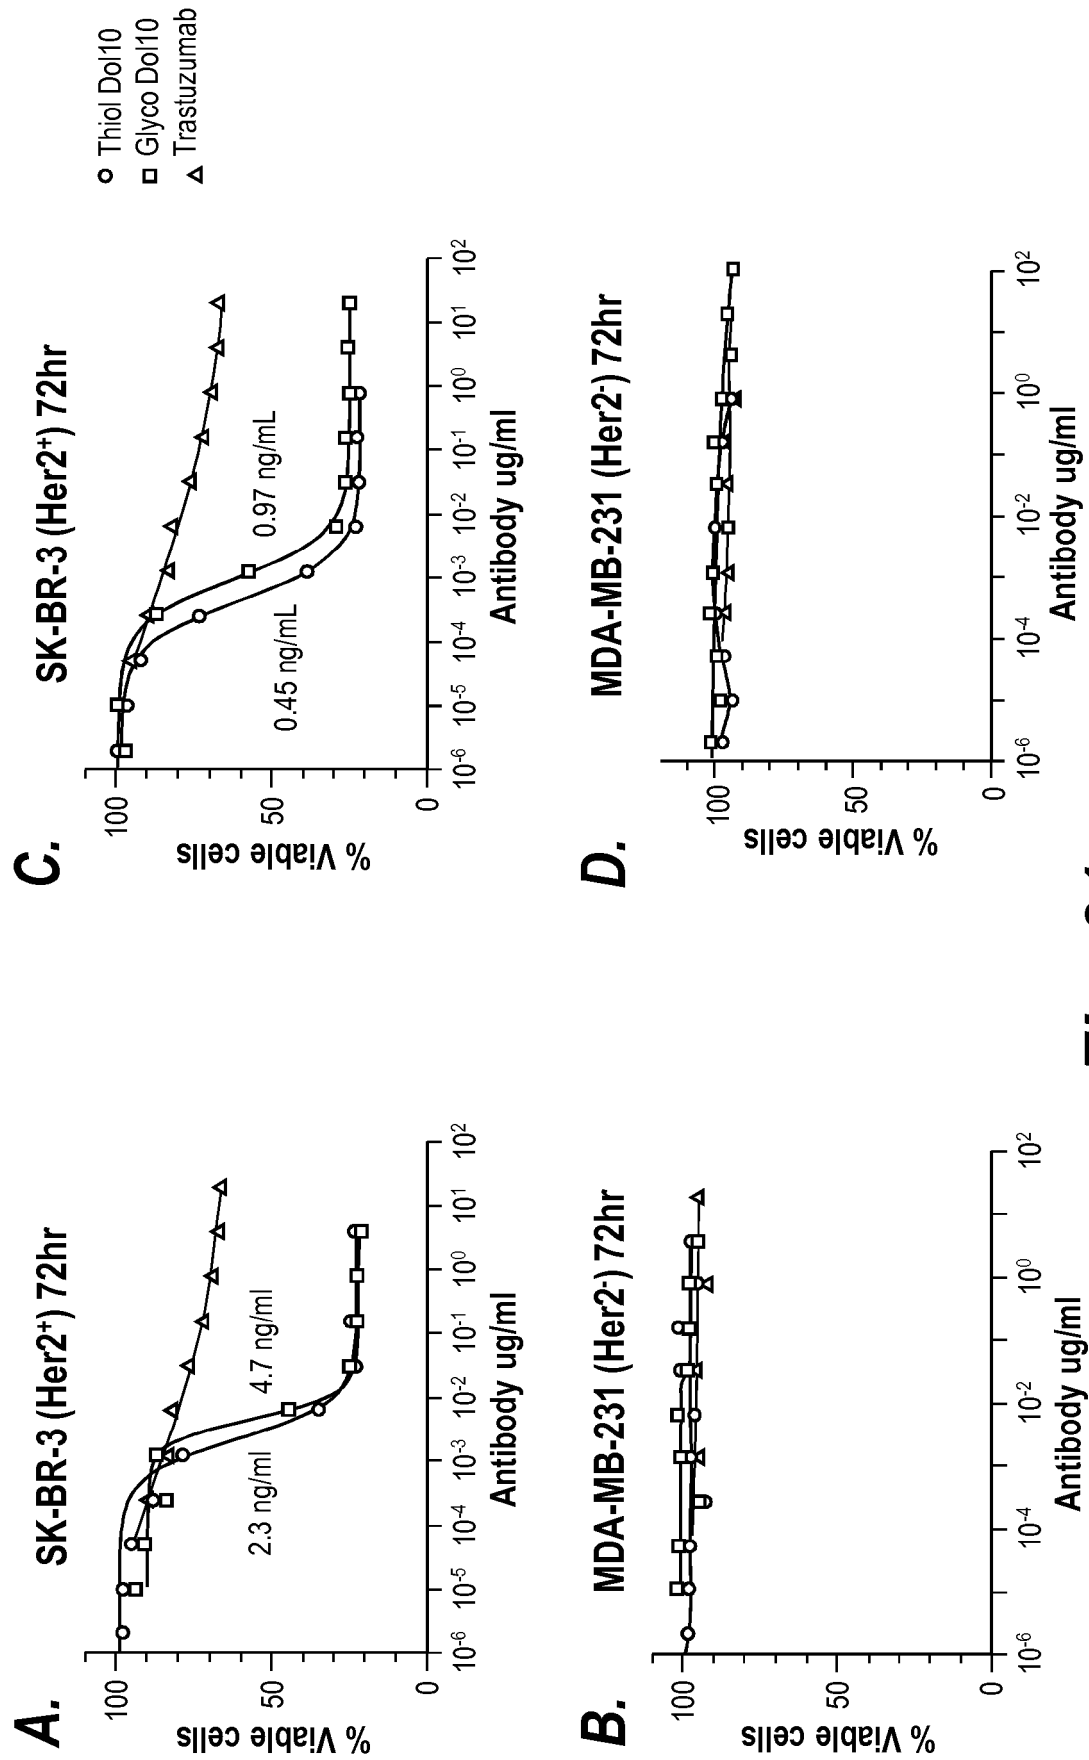 A.
SK-BR-3 (Her2+) 72hr
% Viable cells
100
50
0
2.3 ng/ml
4.7 ng/ml
10-6
10-5
10-4
10-3
10-2
10-1
100
101
102
Antibody ug/ml
C.
SK-BR-3 (Her2+) 72hr
Thiol Dol10
Glyco Dol10
Trastuzumab
% Viable cells
100
50
0
0.45 ng/mL
0.97 ng/mL
10-6
10-5
10-4
10-3
10-2
10-1
100
101
102
Antibody ug/ml
B.
MDA-MB-231 (Her2-) 72hr
% Viable cells
100
50
0
10-6
10-4
10-2
100
102
Antibody ug/ml
D.
MDA-MB-231 (Her2-) 72hr
% Viable cells
100
50
0
10-6
10-4
10-2
100
102
Antibody ug/ml